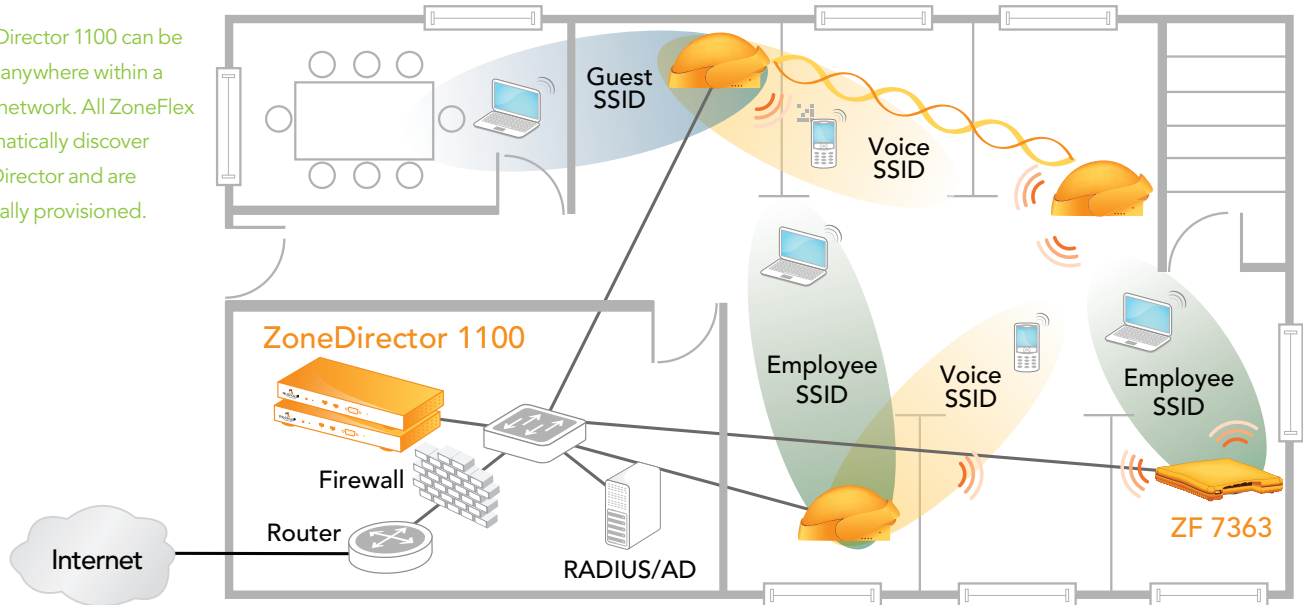 Director 1100 can be
anywhere within a
network. All ZoneFlex
matically discover
Director and are
ally provisioned.
Guest
SSID
Voice
SSID
ZoneDirector 1100
Employee
SSID
Voice
SSID
Employee
SSID
Firewall
Router
Internet
RADIUS/AD
ZF 7363